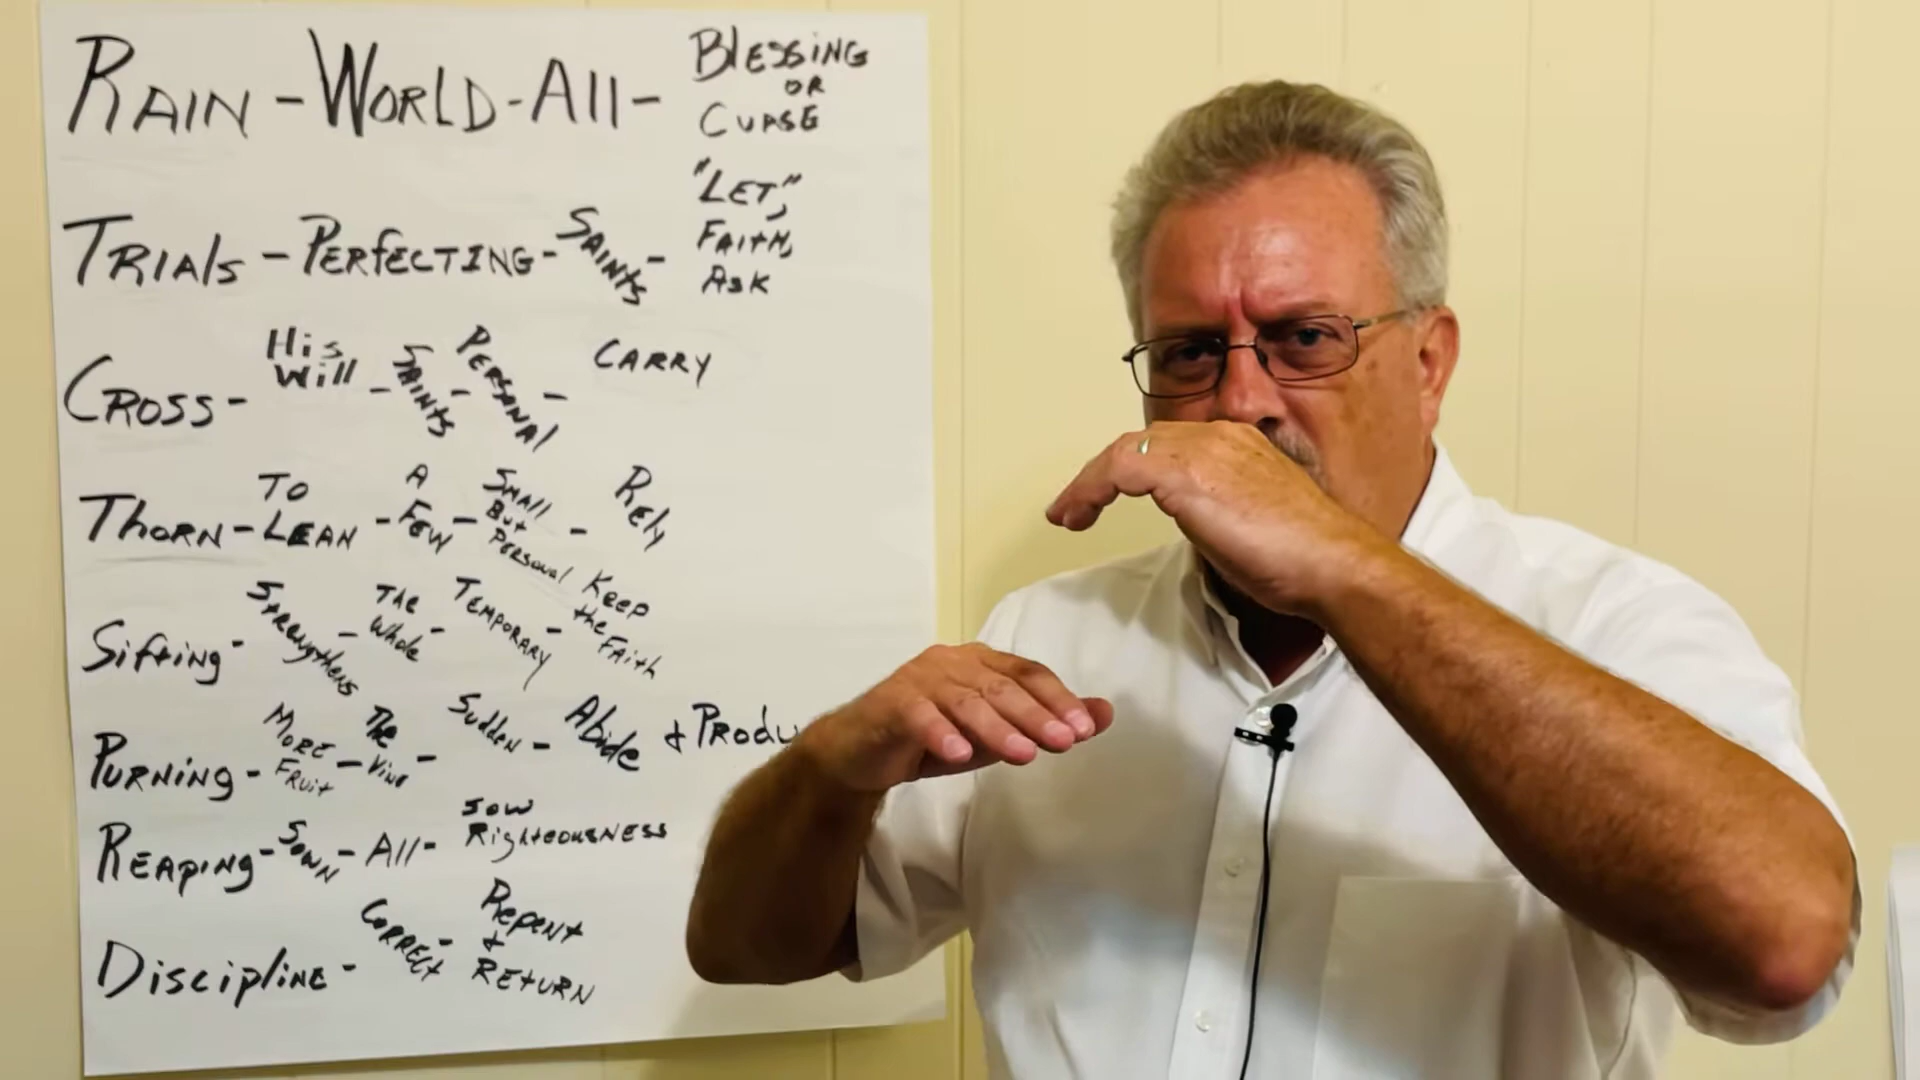 RAIN - WORLD - All - BlESSiNG OR CURSE
TRIAls - PERfECTING - SAINTS - "LET," FAITH, ASK
CROSS - His Will - SAINTS - PERSONAl - CARRY
THORN - TO LEAN - A FEW - SMAll But PERSONAl - Rely
Sifting - Strengthens - The Whole - TEMPORARY - KEEP the FAith
PURNiNG - MORE FRuit - The Vine - SuddeN - Abide & PRodu
REApiNG - SowN - All - Sow RighteousNESS
DisciplinE - CORRECT - Repent & RETURN